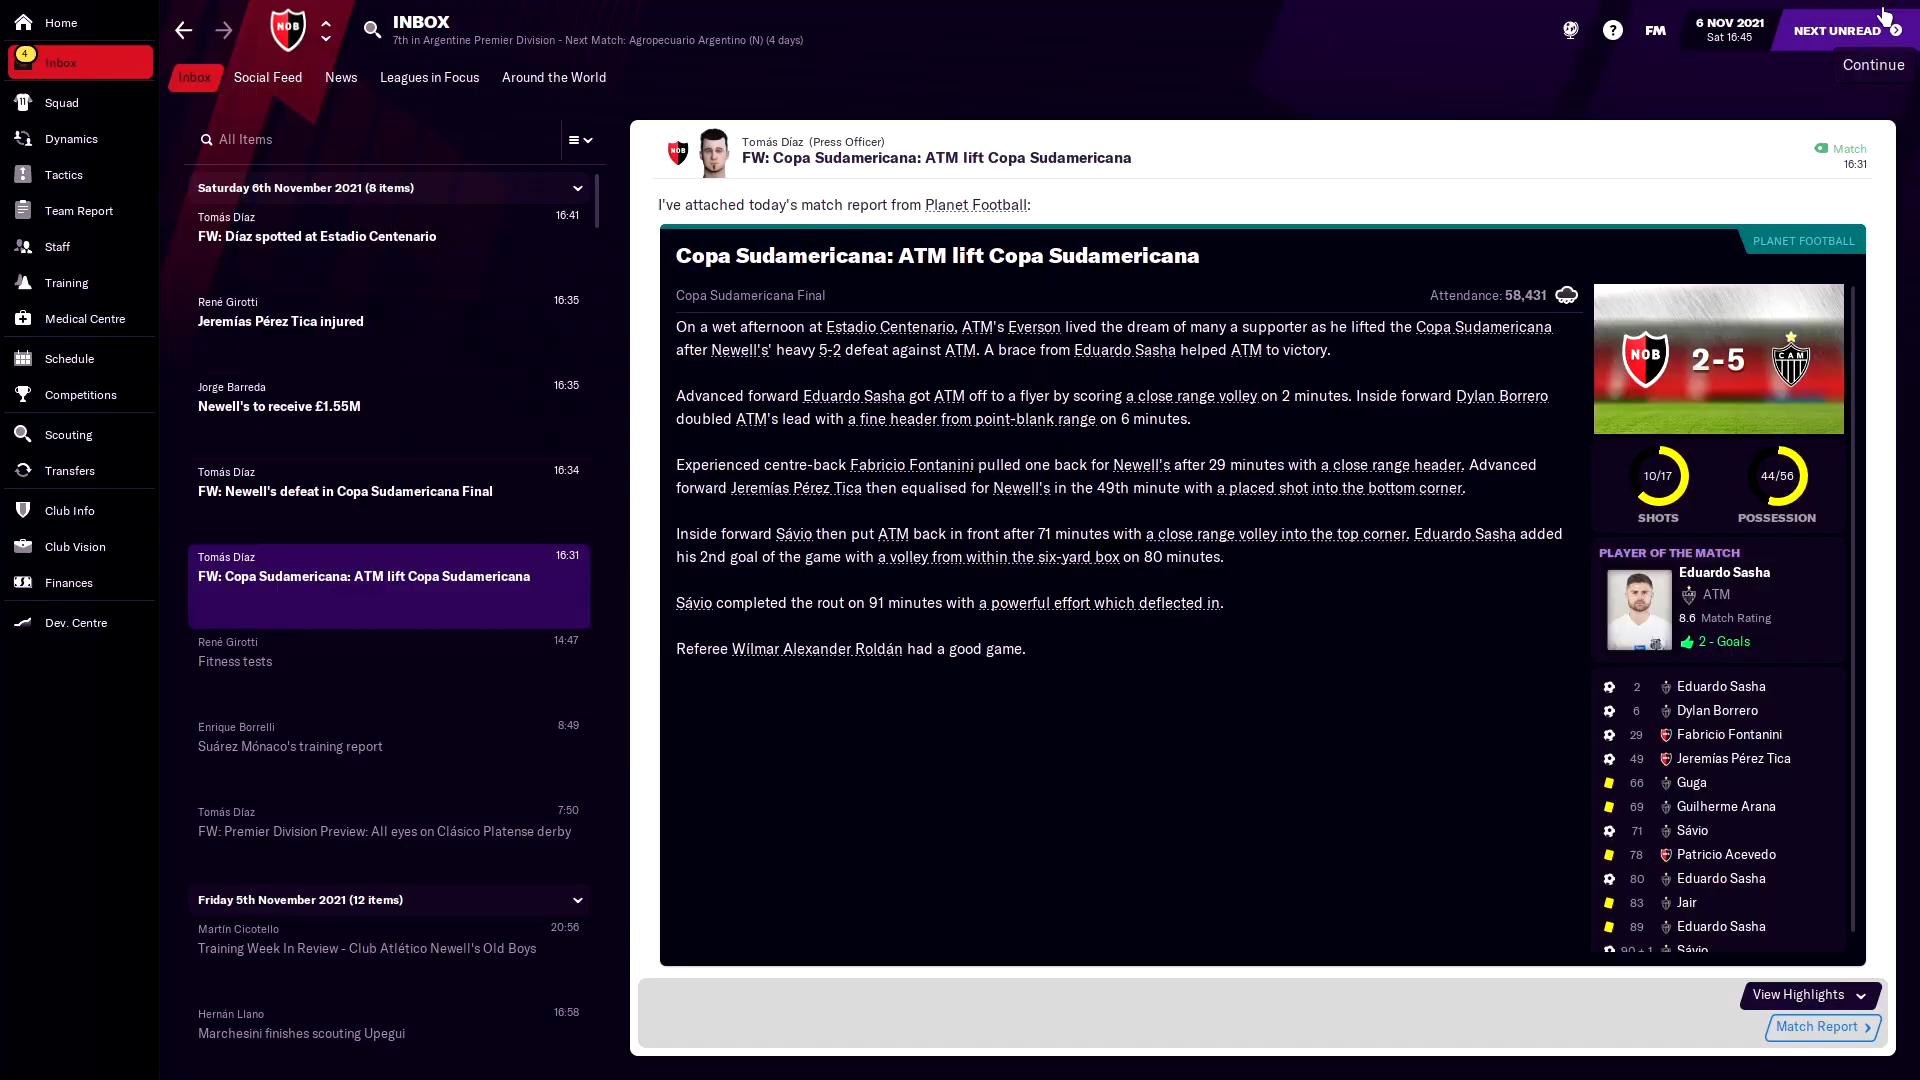 Home
4
Inbox
Squad
Dynamics
Tactics
Team Report
Staff
Training
Medical Centre
Schedule
Competitions
Scouting
Transfers
Club Info
Club Vision
Finances
Dev. Centre
NOB
INBOX
7th in Argentine Premier Division - Next Match: Agropecuario Argentino (N) (4 days)
FM
6 NOV 2021
Sat 16:45
NEXT UNREAD
Continue
Inbox
Social Feed
News
Leagues in Focus
Around the World
All Items
Saturday 6th November 2021 (8 items)
Tomás Díaz 16:41
FW: Díaz spotted at Estadio Centenario
René Girotti 16:35
Jeremías Pérez Tica injured
Jorge Barreda 16:35
Newell's to receive £1.55M
Tomás Díaz 16:34
FW: Newell's defeat in Copa Sudamericana Final
Tomás Díaz 16:31
FW: Copa Sudamericana: ATM lift Copa Sudamericana
René Girotti 14:47
Fitness tests
Enrique Borrelli 8:49
Suárez Mónaco's training report
Tomás Díaz 7:50
FW: Premier Division Preview: All eyes on Clásico Platense derby
Friday 5th November 2021 (12 items)
Martín Cicotello 20:56
Training Week In Review - Club Atlético Newell's Old Boys
Hernán Llano 16:58
Marchesini finishes scouting Upegui
NOB
Tomás Díaz (Press Officer)
FW: Copa Sudamericana: ATM lift Copa Sudamericana
Match
16:31
I've attached today's match report from Planet Football:
PLANET FOOTBALL
Copa Sudamericana: ATM lift Copa Sudamericana
Copa Sudamericana Final
Attendance: 58,431
On a wet afternoon at Estadio Centenario, ATM's Everson lived the dream of many a supporter as he lifted the Copa Sudamericana
after Newell's' heavy 5-2 defeat against ATM. A brace from Eduardo Sasha helped ATM to victory.
Advanced forward Eduardo Sasha got ATM off to a flyer by scoring a close range volley on 2 minutes. Inside forward Dylan Borrero
doubled ATM's lead with a fine header from point-blank range on 6 minutes.
Experienced centre-back Fabricio Fontanini pulled one back for Newell's after 29 minutes with a close range header. Advanced
forward Jeremías Pérez Tica then equalised for Newell's in the 49th minute with a placed shot into the bottom corner.
Inside forward Sávio then put ATM back in front after 71 minutes with a close range volley into the top corner. Eduardo Sasha added
his 2nd goal of the game with a volley from within the six-yard box on 80 minutes.
Sávio completed the rout on 91 minutes with a powerful effort which deflected in.
Referee Wílmar Alexander Roldán had a good game.
NOB 2-5 CAM
10/17
SHOTS
44/56
POSSESSION
PLAYER OF THE MATCH
Eduardo Sasha
ATM
8.6 Match Rating
2 - Goals
2 Eduardo Sasha
6 Dylan Borrero
29 Fabricio Fontanini
49 Jeremías Pérez Tica
66 Guga
69 Guilherme Arana
71 Sávio
78 Patricio Acevedo
80 Eduardo Sasha
83 Jair
89 Eduardo Sasha
90 + 1 Sávio
View Highlights
Match Report